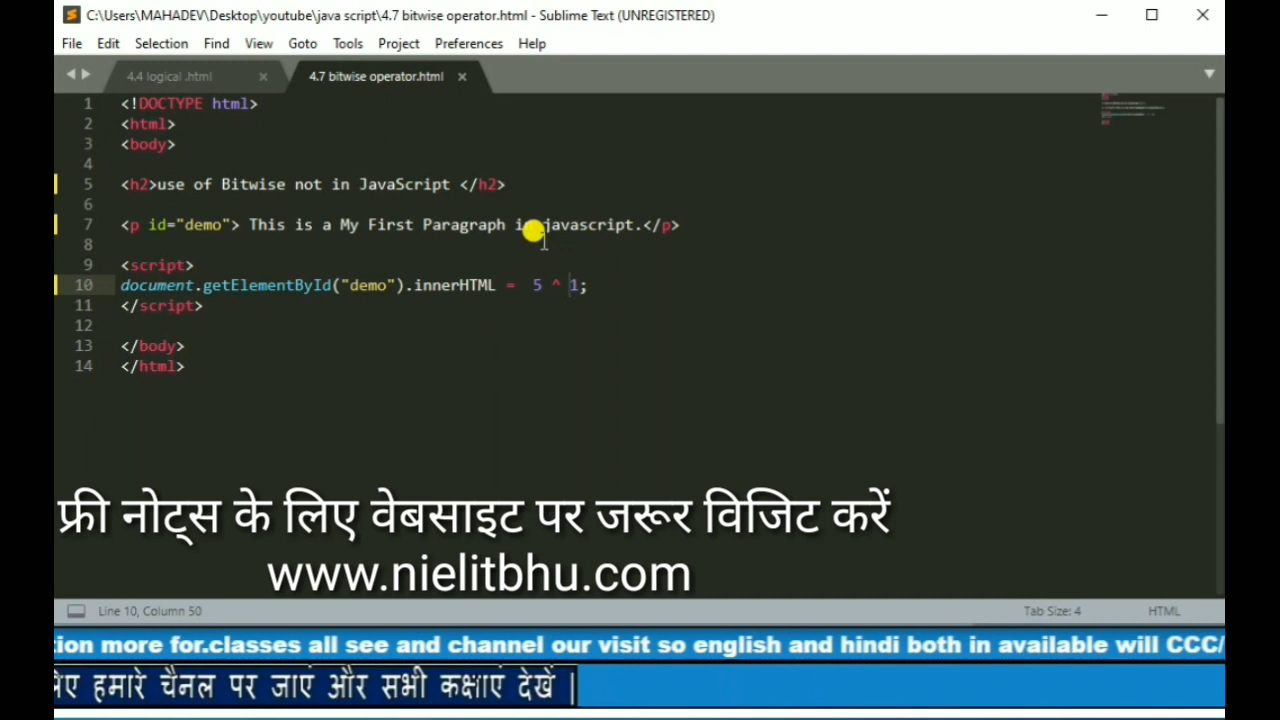 C:\Users\MAHADEV\Desktop\youtube\java script\4.7 bitwise operator.html - Sublime Text (UNREGISTERED)
File Edit Selection Find View Goto Tools Project Preferences Help
4.4 logical .html 4.7 bitwise operator.html
1 <!DOCTYPE html>
2 <html>
3 <body>
4
5 <h2>use of Bitwise not in JavaScript </h2>
6
7 <p id="demo"> This is a My First Paragraph in javascript.</p>
8
9 <script>
10 document.getElementById("demo").innerHTML = 5 ^ 1;
11 </script>
12
13 </body>
14 </html>
फ्री नोट्स के लिए वेबसाइट पर जरूर विजिट करें
www.nielitbhu.com
Line 10, Column 50 Tab Size: 4 HTML
more for.classes all see and channel our visit so english and hindi both in available will CCC/
हमारे चैनल पर जाएं और सभी कक्षाएं देखें |